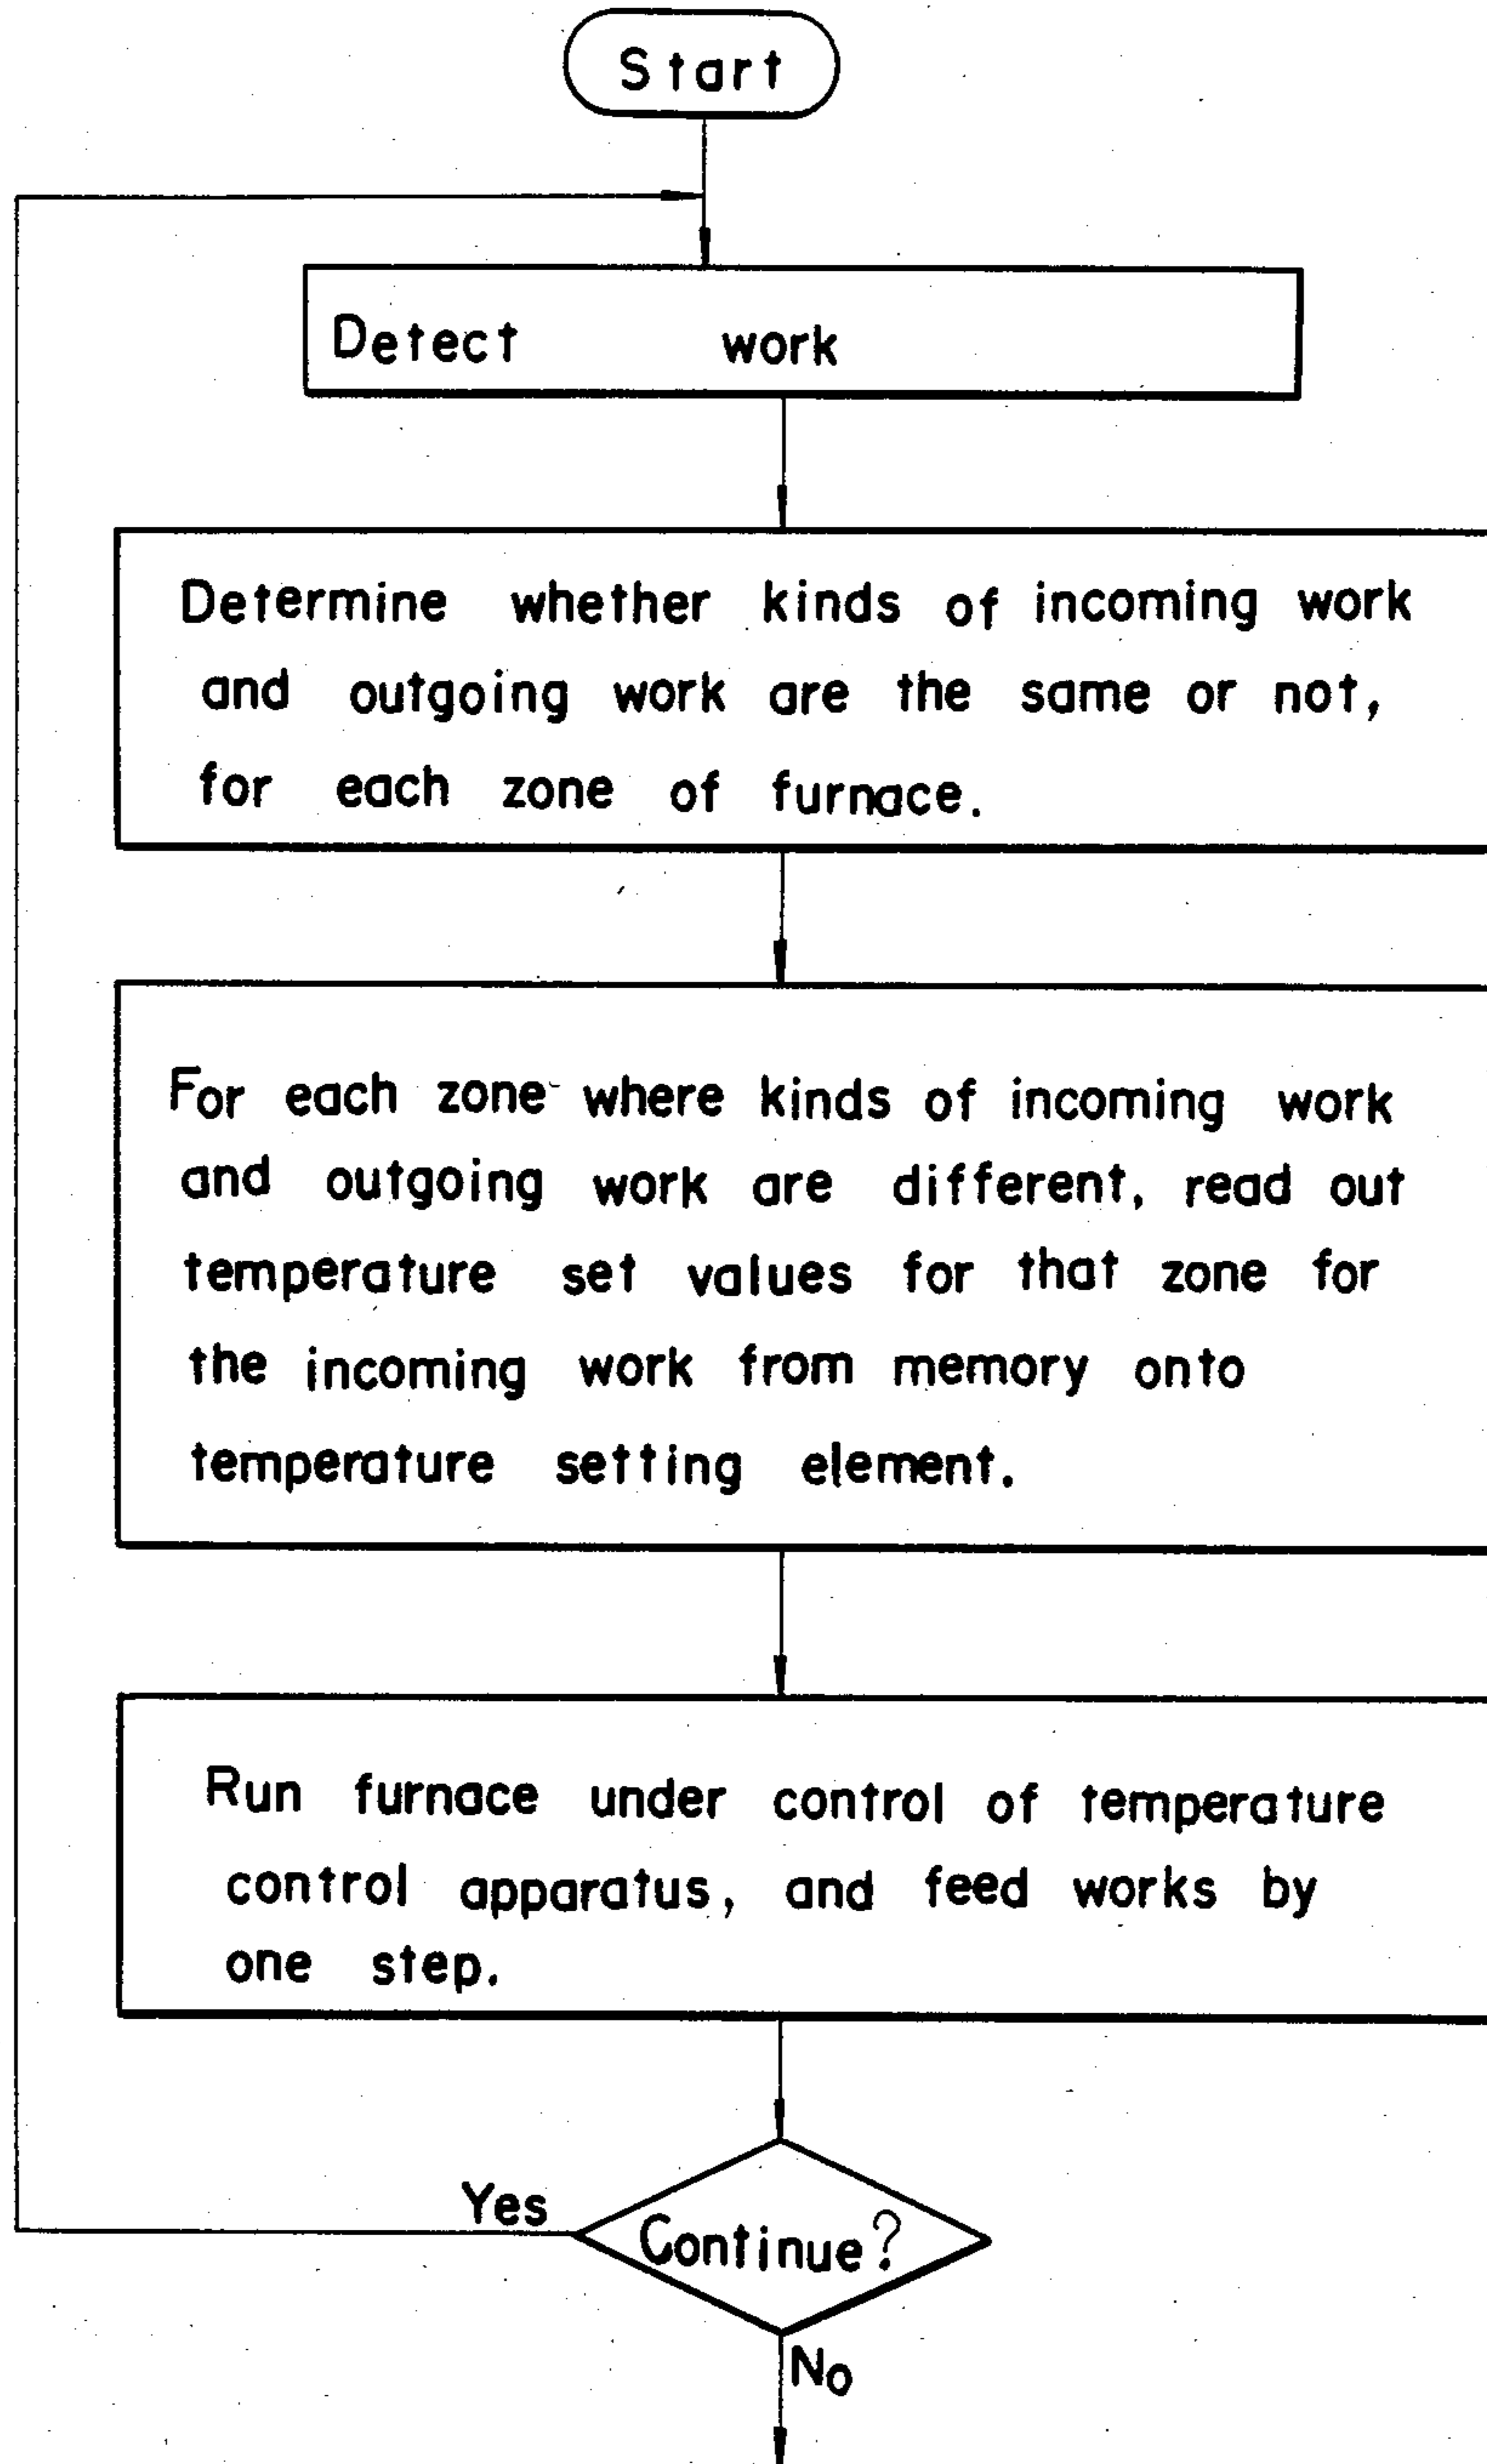 Start
Detect work
Determine whether kinds of incoming work
and outgoing work are the same or not,
for each zone of furnace.
For each zone where kinds of incoming work
and outgoing work are different, read out
temperature set values for that zone for
the incoming work from memory onto
temperature setting element.
Run furnace under control of temperature
control apparatus, and feed works by
one step.
Yes
Continue?
No